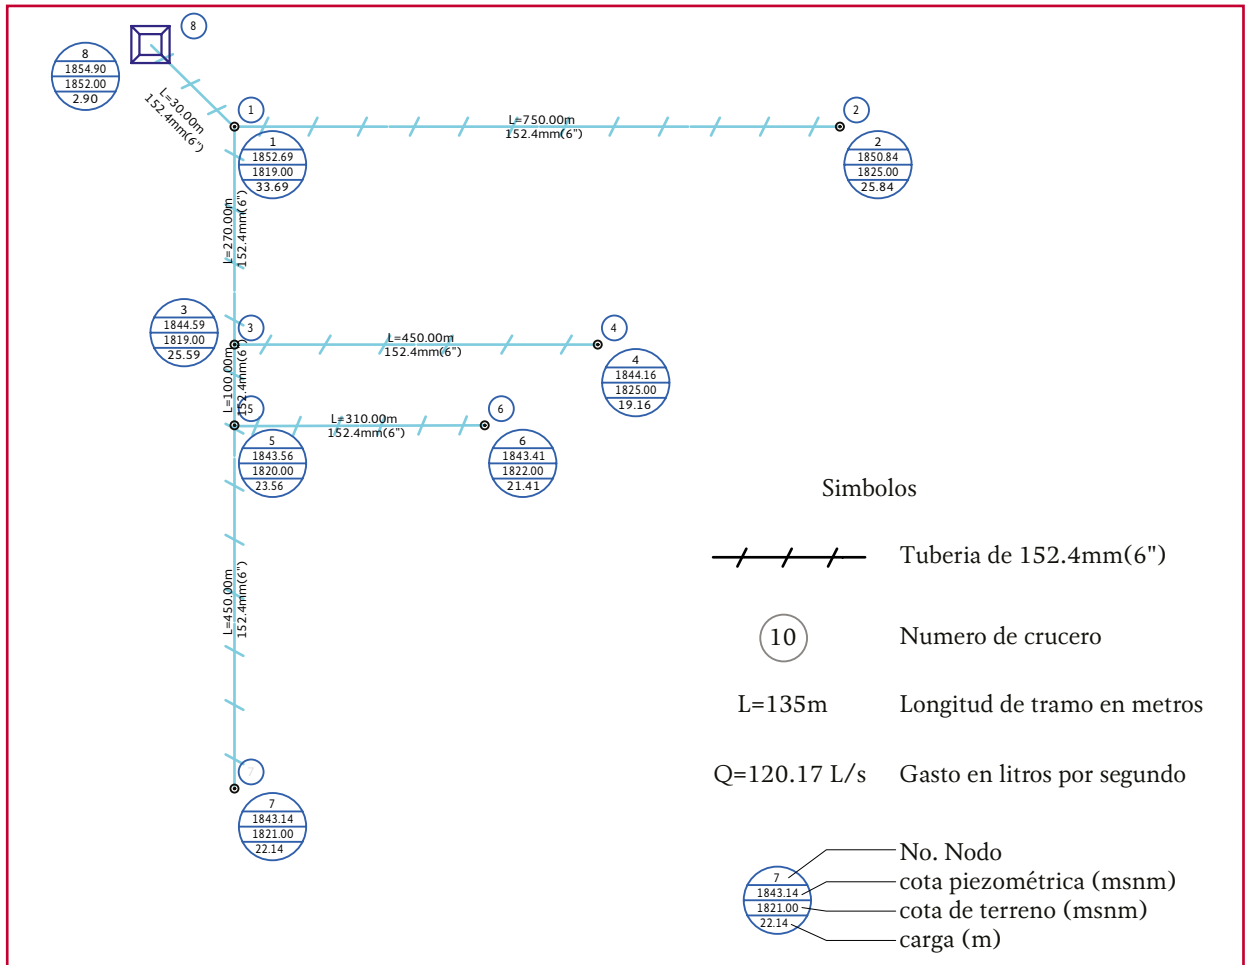 8
8
1854.90
1852.00
2.90
L=30.00m
152.4mm(6")
1
1
1852.69
1819.00
33.69
L=750.00m
152.4mm(6")
2
2
1850.84
1825.00
25.84
L=270.00m
152.4mm(6")
3
1844.59
1819.00
25.59
3
L=450.00m
152.4mm(6")
4
4
1844.16
1825.00
19.16
L=100.00m
152.4mm(6")
5
5
1843.56
1820.00
23.56
L=310.00m
152.4mm(6")
6
6
1843.41
1822.00
21.41
L=450.00m
152.4mm(6")
7
7
1843.14
1821.00
22.14
Simbolos
Tuberia de 152.4mm(6")
10 Numero de crucero
L=135m Longitud de tramo en metros
Q=120.17 L/s Gasto en litros por segundo
7
1843.14
1821.00
22.14
No. Nodo
cota piezométrica (msnm)
cota de terreno (msnm)
carga (m)